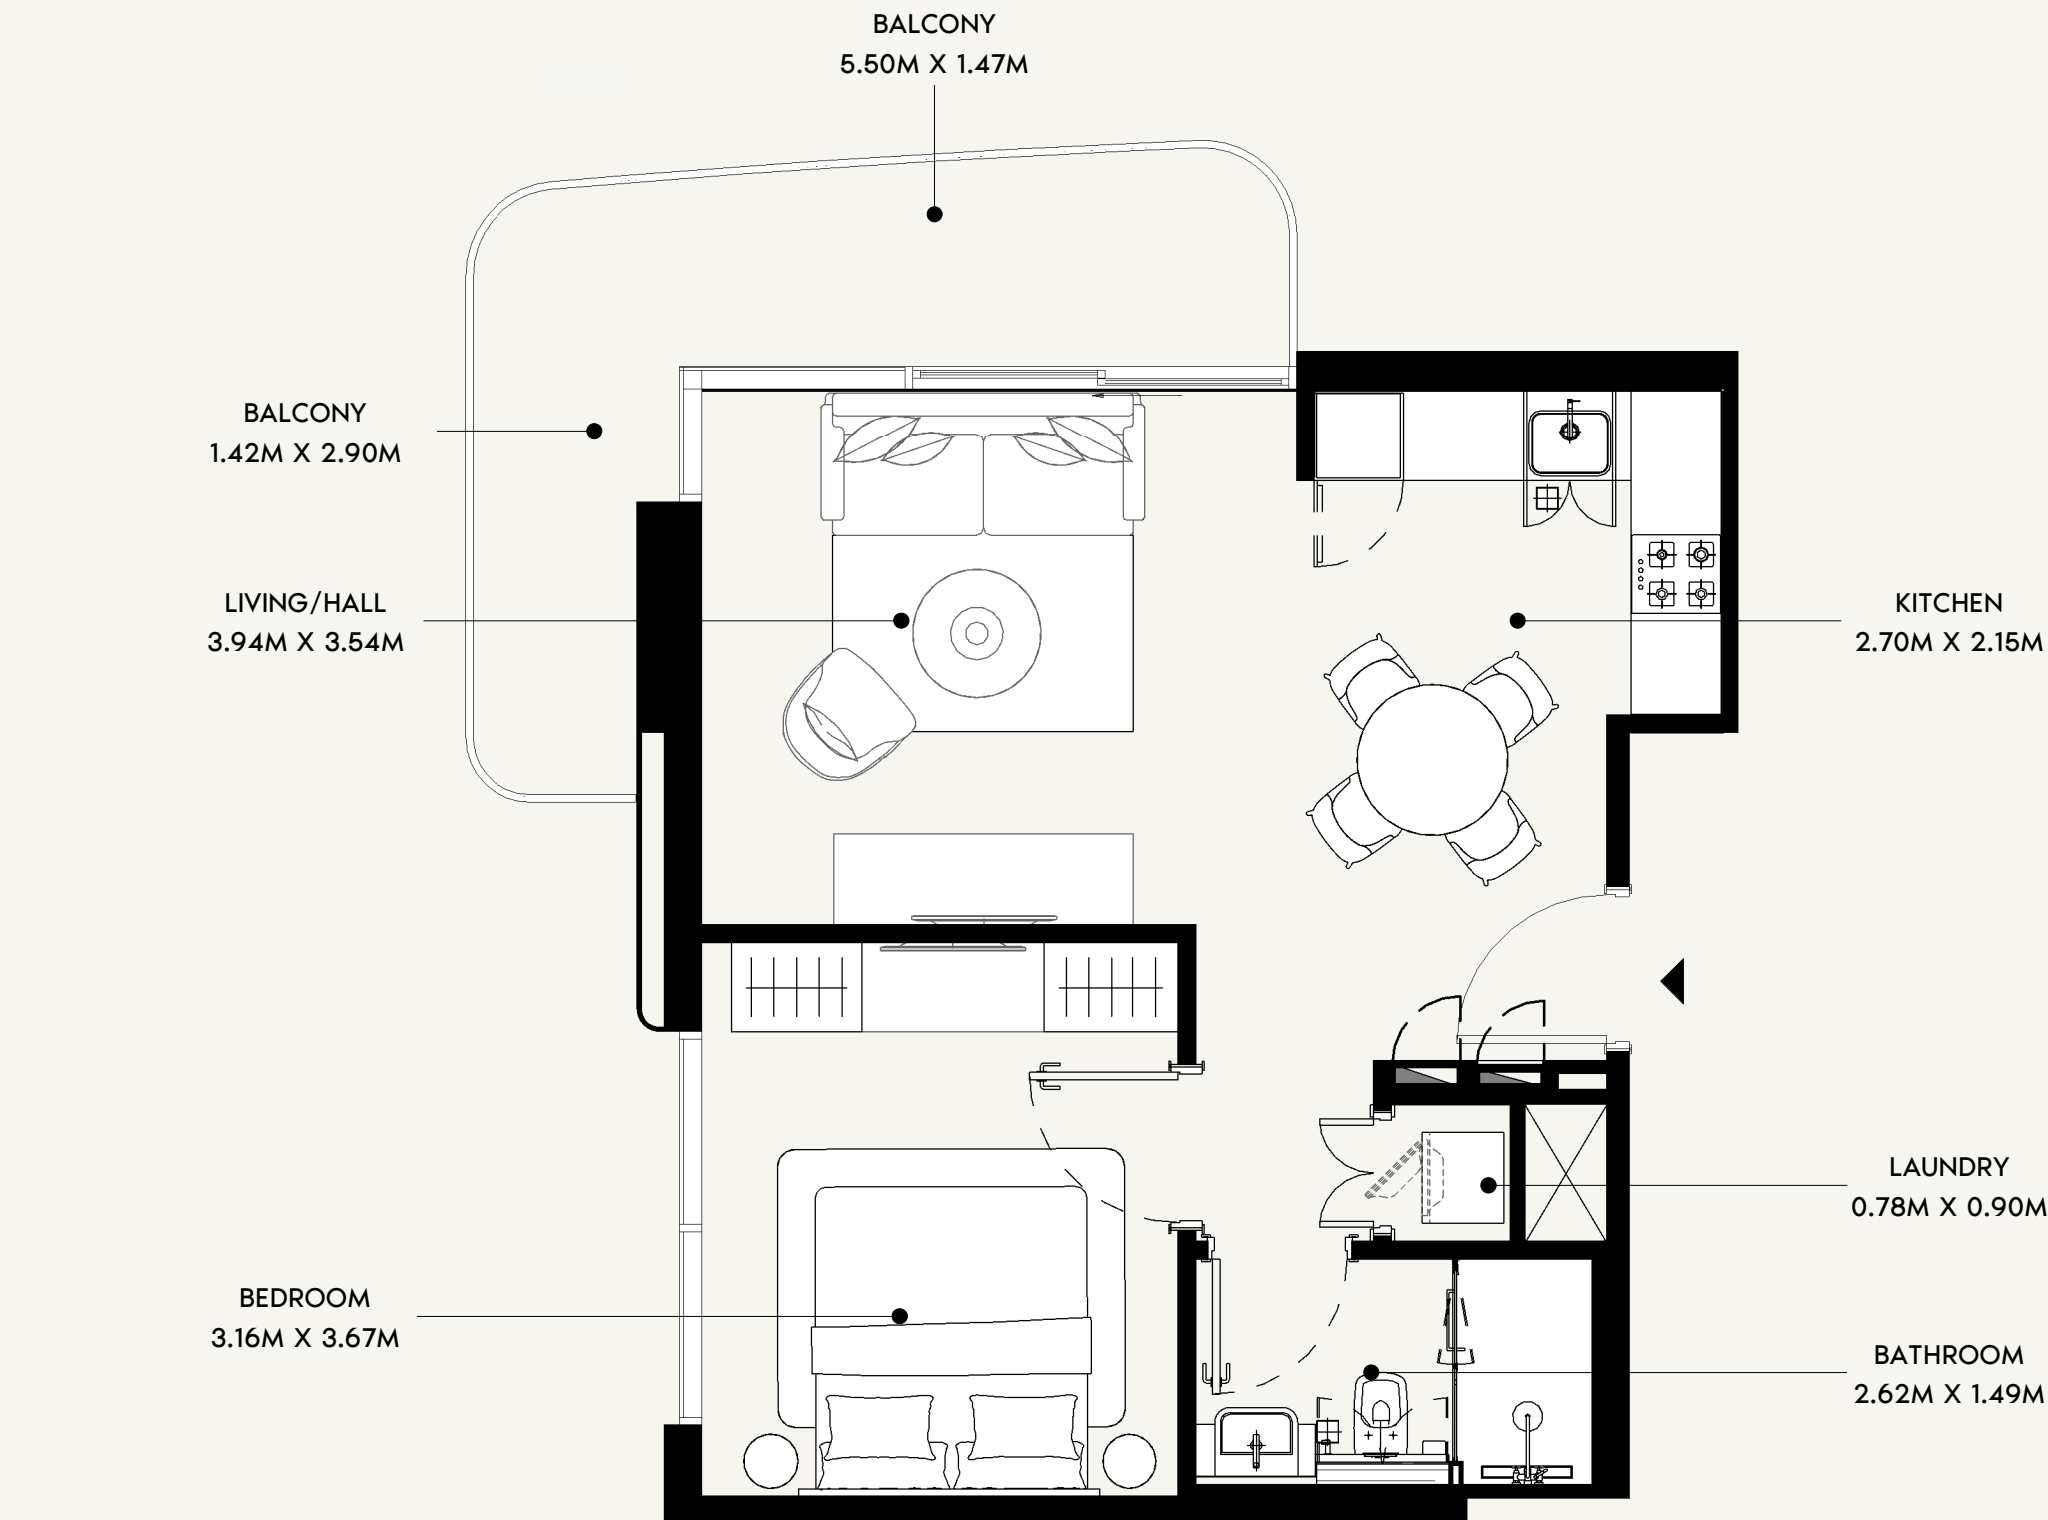 BALCONY
5.50M X 1.47M
BALCONY
1.42M X 2.90M
LIVING/HALL
3.94M X 3.54M
KITCHEN
2.70M X 2.15M
LAUNDRY
0.78M X 0.90M
BEDROOM
3.16M X 3.67M
BATHROOM
2.62M X 1.49M